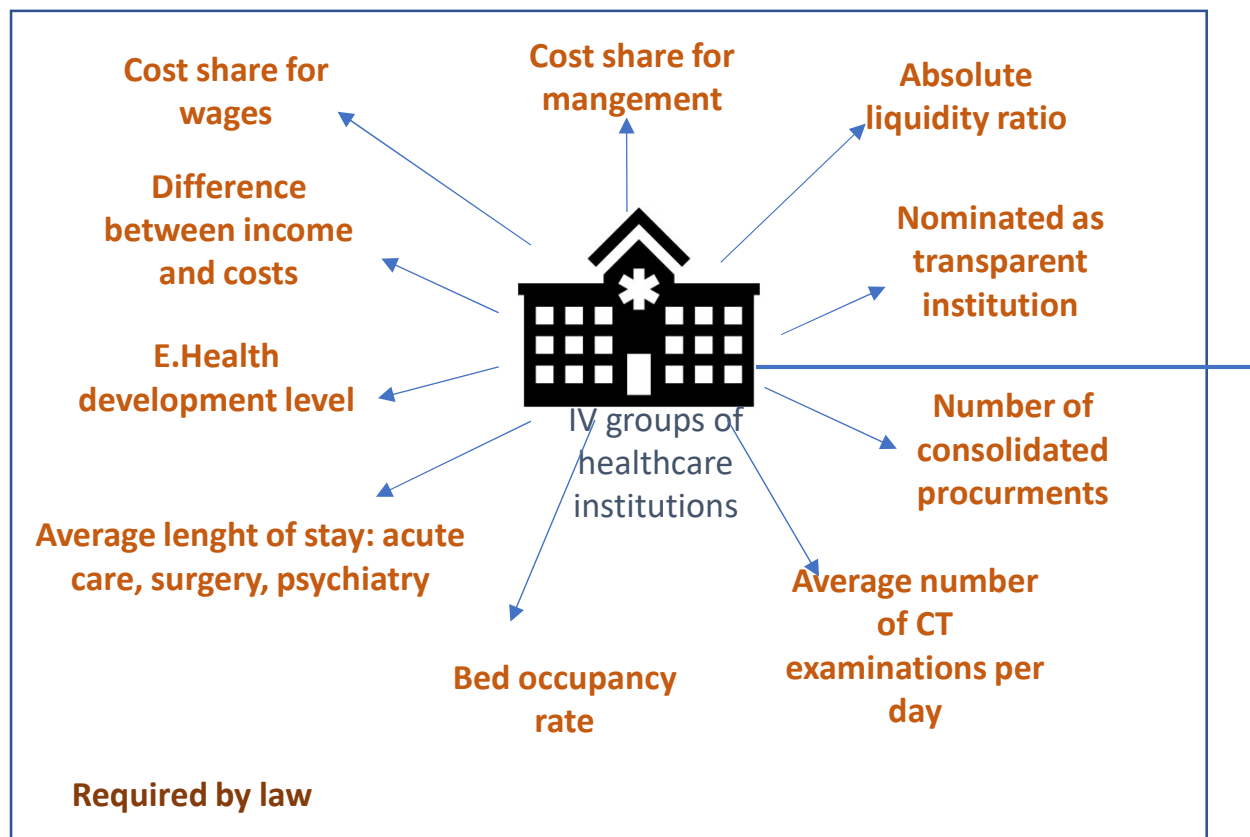 Cost share for
wages
Cost share for
mangement
Absolute
liquidity ratio
Difference
between income
and costs
Nominated as
transparent
institution
E.Health
development level
IV groups of
healthcare
institutions
Number of
consolidated
procurments
Average lenght of stay: acute
care, surgery, psychiatry
Average number
of CT
examinations per
day
Bed occupancy
rate
Required by law